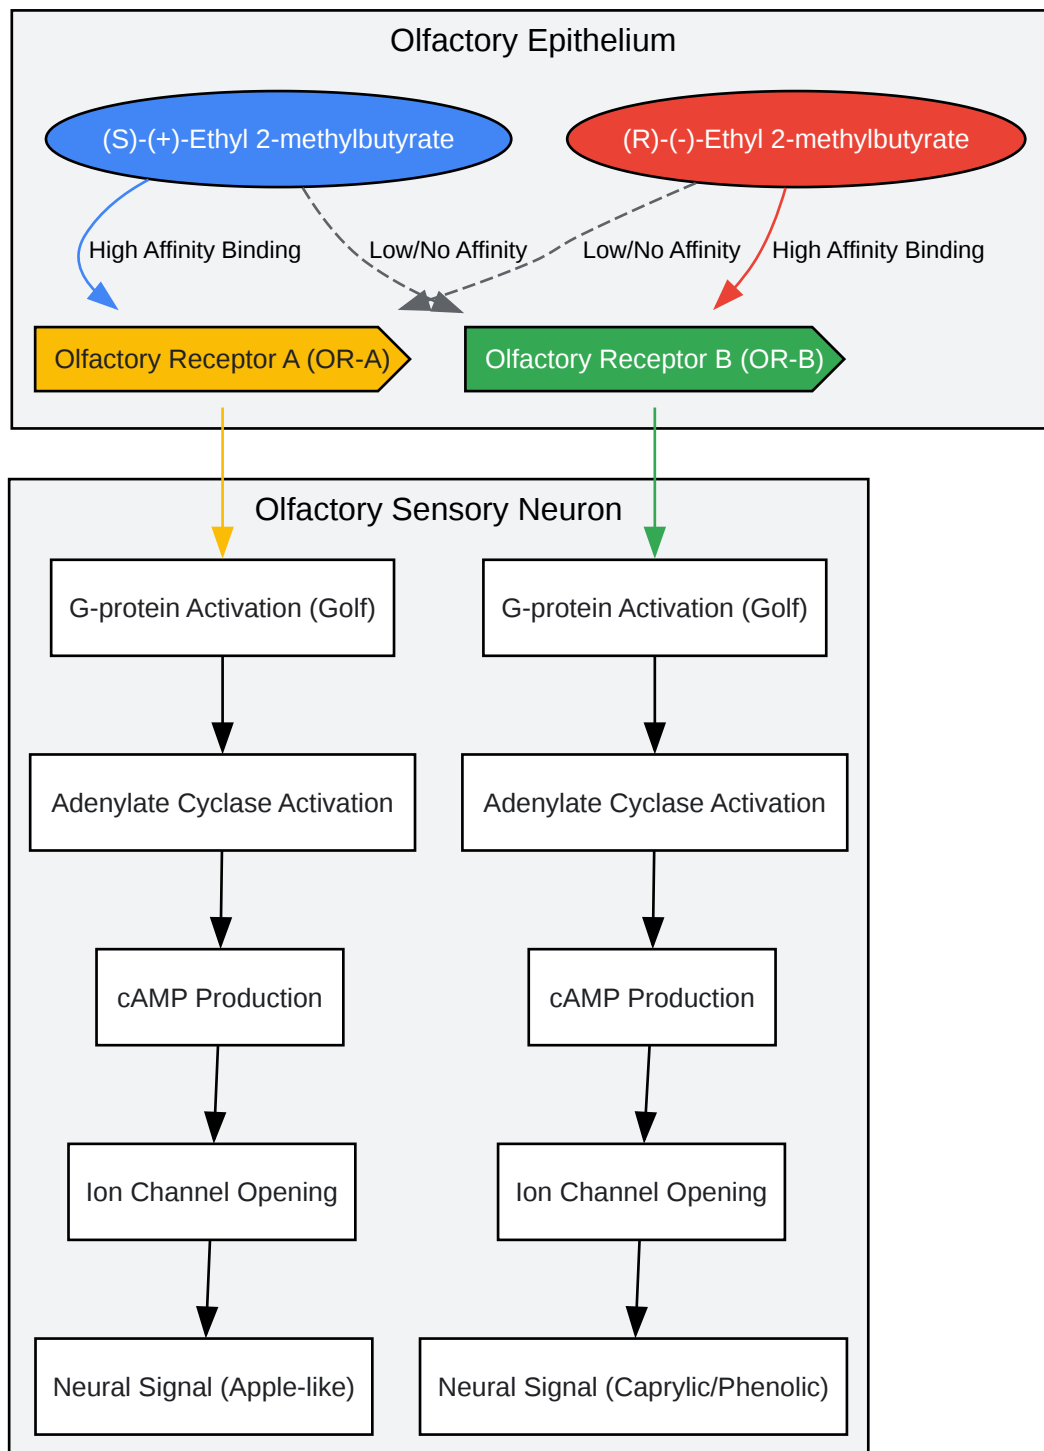 Olfactory Epithelium
(S)-(+)-Ethyl 2-methylbutyrate
(R)-(-)-Ethyl 2-methylbutyrate
High Affinity Binding
Low/No Affinity
Low/No Affinity
High Affinity Binding
Olfactory Receptor A (OR-A)
Olfactory Receptor B (OR-B)
Olfactory Sensory Neuron
G-protein Activation (Golf)
G-protein Activation (Golf)
Adenylate Cyclase Activation
Adenylate Cyclase Activation
cAMP Production
cAMP Production
Ion Channel Opening
Ion Channel Opening
Neural Signal (Apple-like)
Neural Signal (Caprylic/Phenolic)